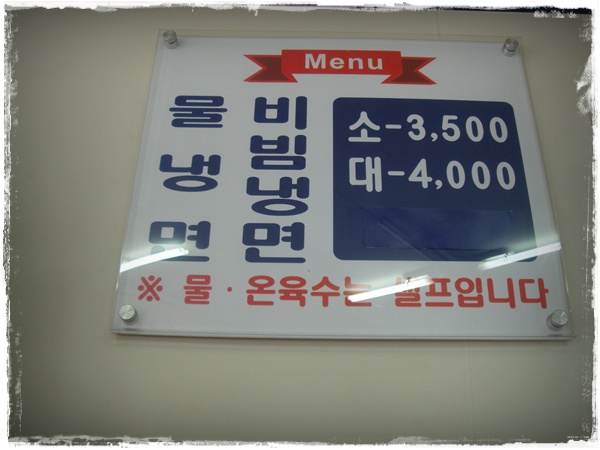 Menu
물냉면
비빔냉면
소-3,500
대-4,000
※ 물·온육수는 셀프입니다